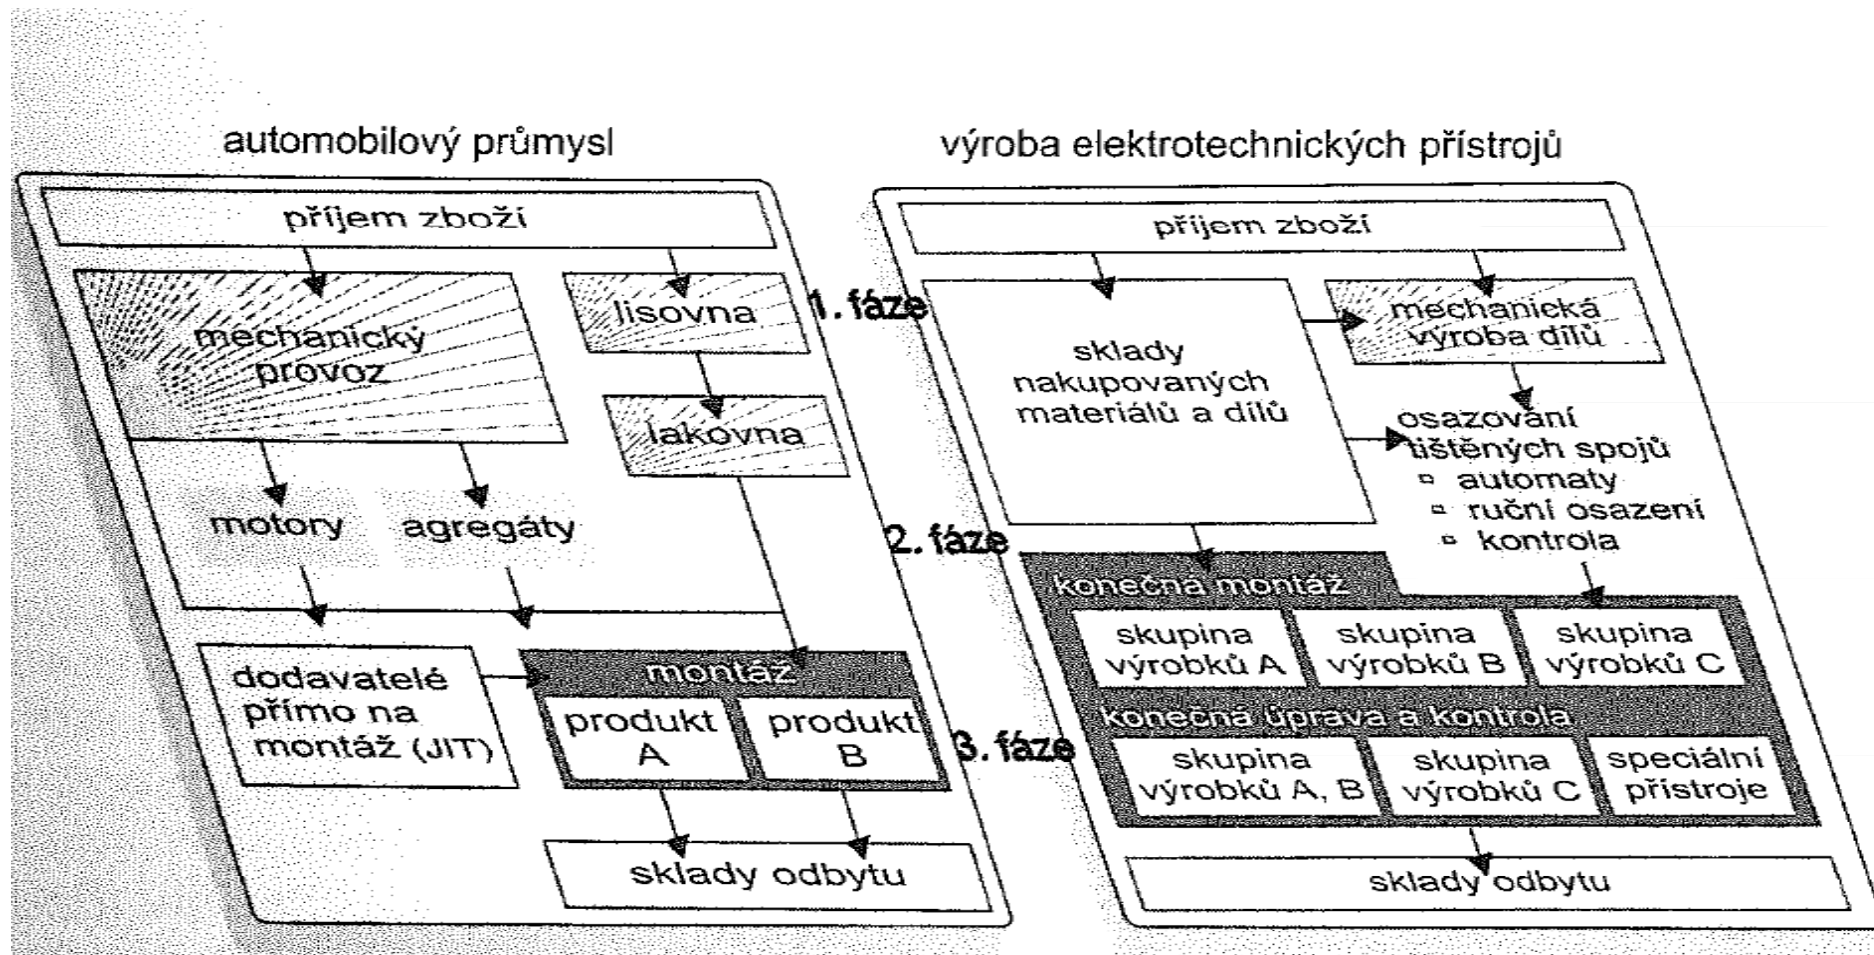 automobilový průmysl
příjem zboží
mechanický
provoz
lisovna
lakovna
motory
agregáty
dodavatelé
přímo na
montáž (JIT)
montáž
produkt
A
produkt
B
sklady odbytu
1. fáze
2. fáze
3. fáze
výroba elektrotechnických přístrojů
příjem zboží
sklady
nakupovaných
materiálů a dílů
mechanická
výroba dílů
osazování
tištěných spojů
automaty
ruční osazení
kontrola
konečná montáž
skupina
výrobků A
skupina
výrobků B
skupina
výrobků C
konečná úprava a kontrola
skupina
výrobků A, B
skupina
výrobků C
speciální
přístroje
sklady odbytu